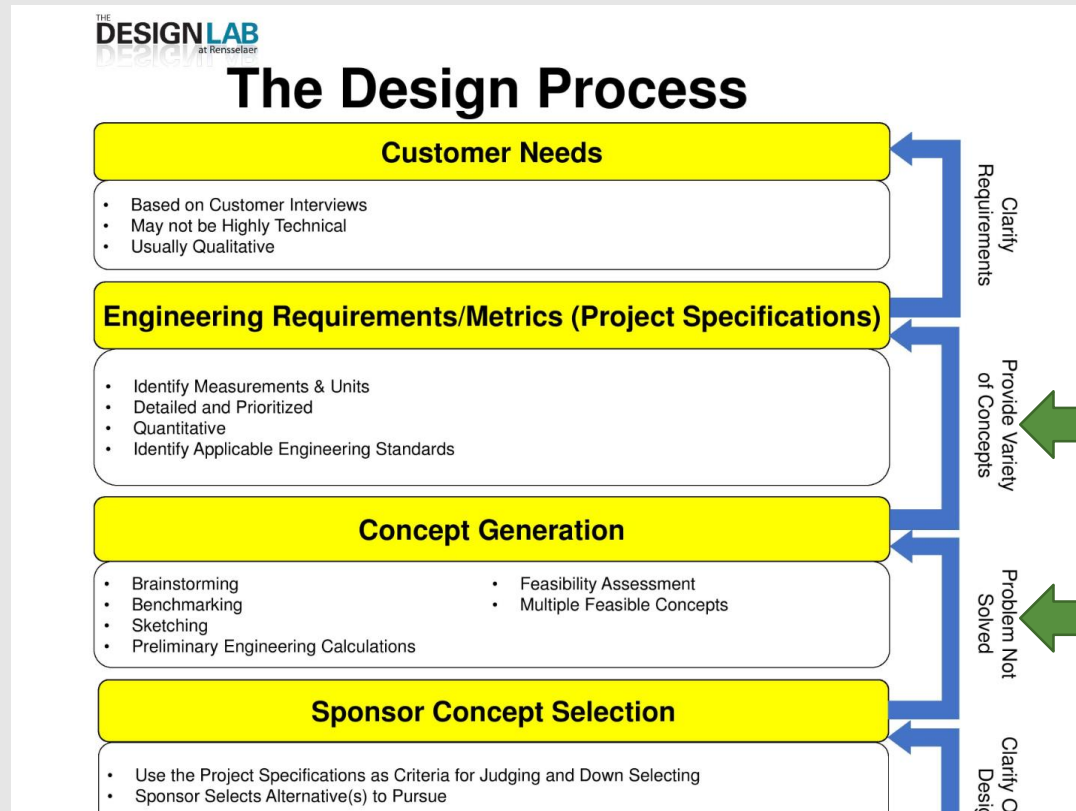 THE
DESIGNLAB
at Rensselaer
The Design Process
Customer Needs
• Based on Customer Interviews
• May not be Highly Technical
• Usually Qualitative
Clarify
Requirements
Engineering Requirements/Metrics (Project Specifications)
• Identify Measurements & Units
• Detailed and Prioritized
• Quantitative
• Identify Applicable Engineering Standards
Provide Variety
of Concepts
Concept Generation
• Brainstorming
• Benchmarking
• Sketching
• Preliminary Engineering Calculations
• Feasibility Assessment
• Multiple Feasible Concepts
Problem Not
Solved
Sponsor Concept Selection
• Use the Project Specifications as Criteria for Judging and Down Selecting
• Sponsor Selects Alternative(s) to Pursue
Clarify